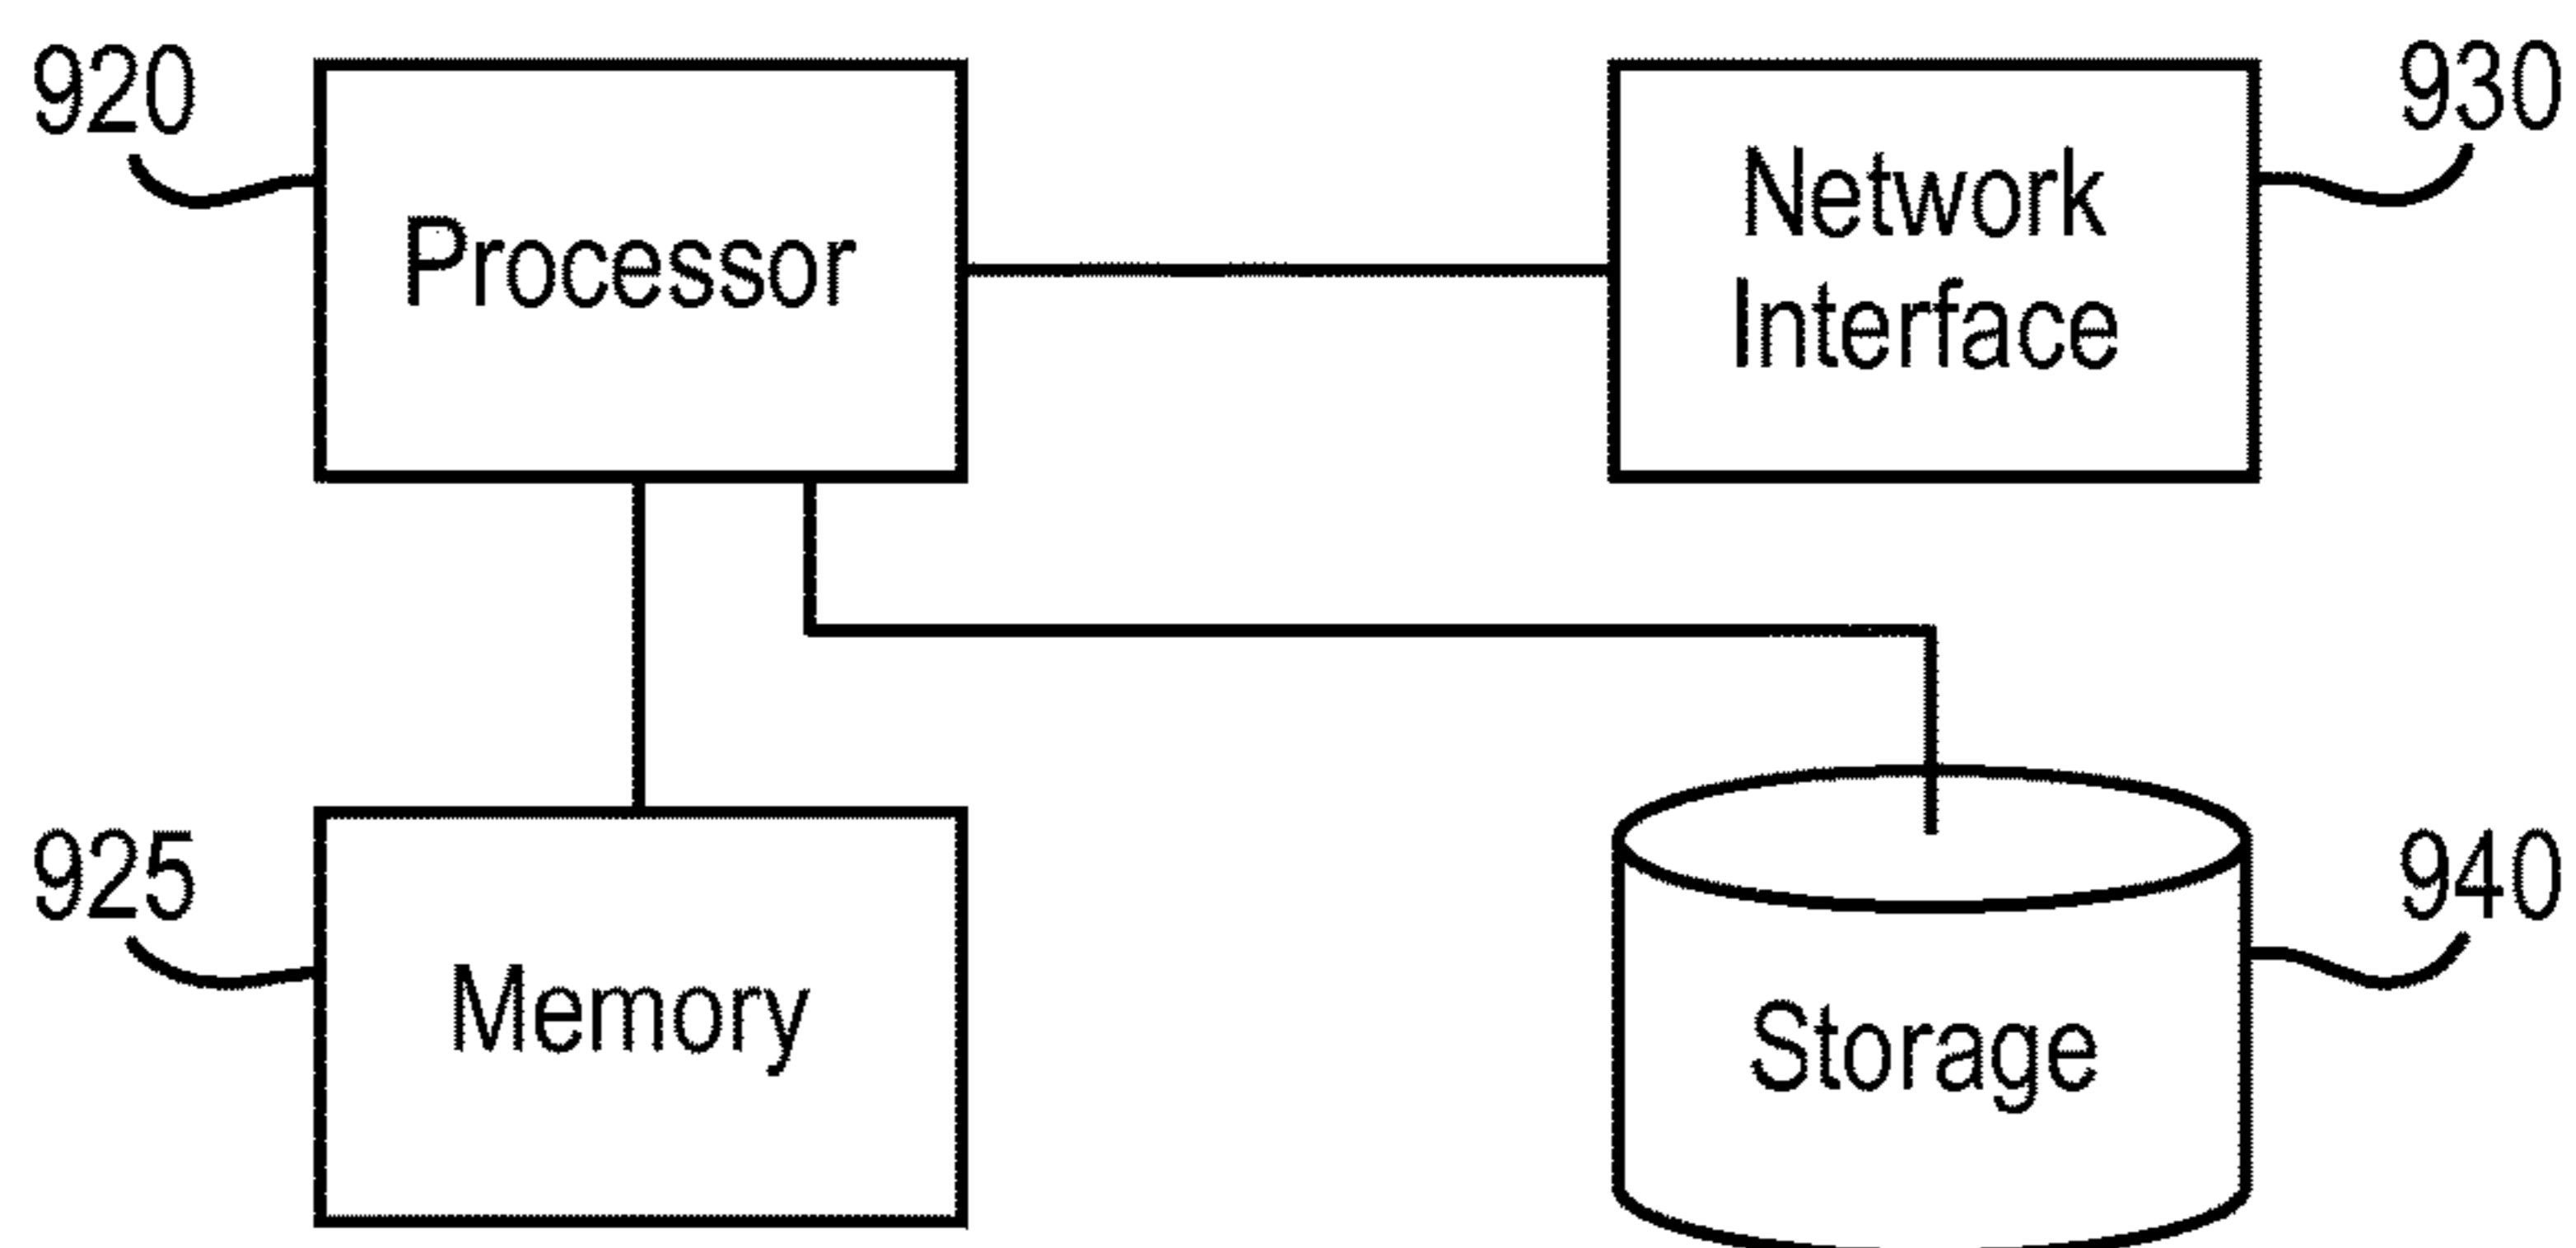 920
Processor
Network
Interface
930
925
Memory
Storage
940